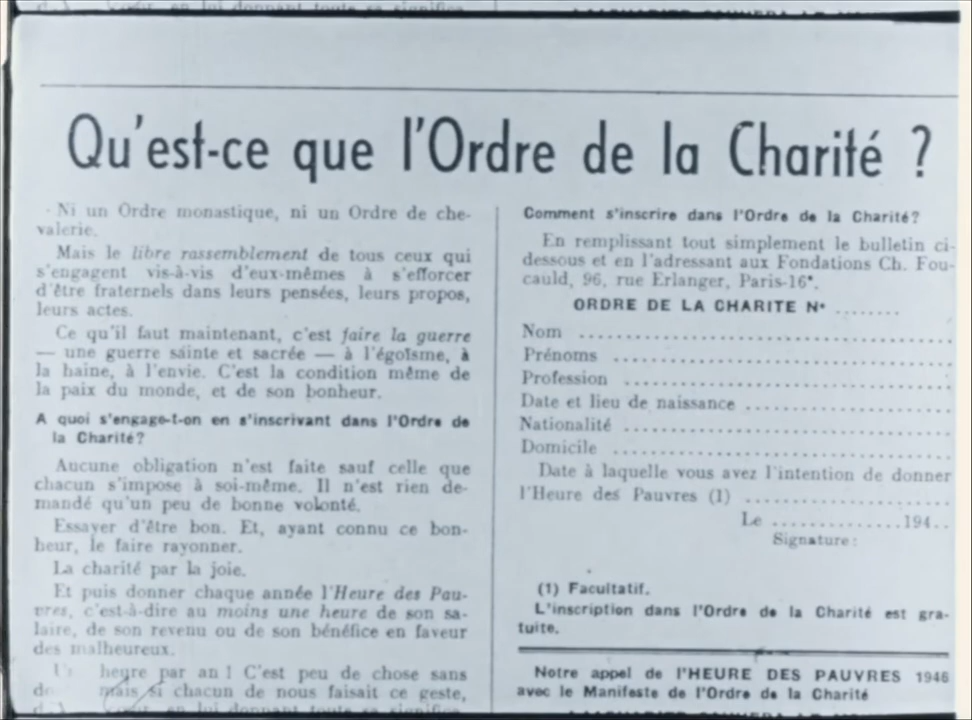 Qu'est-ce que l'Ordre de la Charité ?
Ni un Ordre monastique, ni un Ordre de che-
valerie.
Mais le libre rassemblement de tous ceux qui
s'engagent vis-à-vis d'eux-mêmes à s'efforcer
d'être fraternels dans leurs pensées, leurs propos,
leurs actes.
Ce qu'il faut maintenant, c'est faire la guerre
— une guerre sainte et sacrée — à l'égoïsme, à
la haine, à l'envie. C'est la condition même de
la paix du monde, et de son bonheur.
A quoi s'engage-t-on en s'inscrivant dans l'Ordre de
la Charité?
Aucune obligation n'est faite sauf celle que
chacun s'impose à soi-même. Il n'est rien de-
mandé qu'un peu de bonne volonté.
Essayer d'être bon. Et, ayant connu ce bon-
heur, le faire rayonner.
La charité par la joie.
Et puis donner chaque année l'Heure des Pau-
vres, c'est-à-dire au moins une heure de son sa-
laire, de son revenu ou de son bénéfice en faveur
des malheureux.
heure par an ! C'est peu de chose sans
mais si chacun de nous faisait ce geste,
en lui donnant toute sa significa-
Comment s'inscrire dans l'Ordre de la Charité?
En remplissant tout simplement le bulletin ci-
dessous et en l'adressant aux Fondations Ch. Fou-
cauld, 96, rue Erlanger, Paris-16e.
ORDRE DE LA CHARITE N° ........
Nom ........................................
Prénoms ....................................
Profession .................................
Date et lieu de naissance ......................
Nationalité .................................
Domicile ...................................
Date à laquelle vous avez l'intention de donner
l'Heure des Pauvres (1) ......................
Le .............194..
Signature :
(1) Facultatif.
L'inscription dans l'Ordre de la Charité est gra-
tuite.
Notre appel de l'HEURE DES PAUVRES 1946
avec le Manifeste de l'Ordre de la Charité